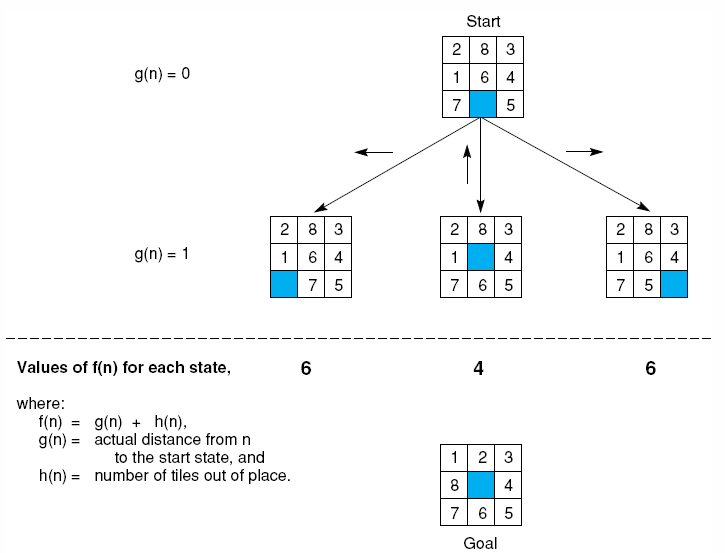 Start
2 8 3
g(n) = 0
1 6 4
7 5
2 8 3 2 8 3 2 8 3
g(n) = 1
1 6 4 1 4 1 6 4
7 5 7 6 5 7 5
Values of f(n) for each state, 6 4 6
where:
f(n) = g(n) + h(n),
g(n) = actual distance from n
to the start state, and
h(n) = number of tiles out of place.
1 2 3
8 4
7 6 5
Goal